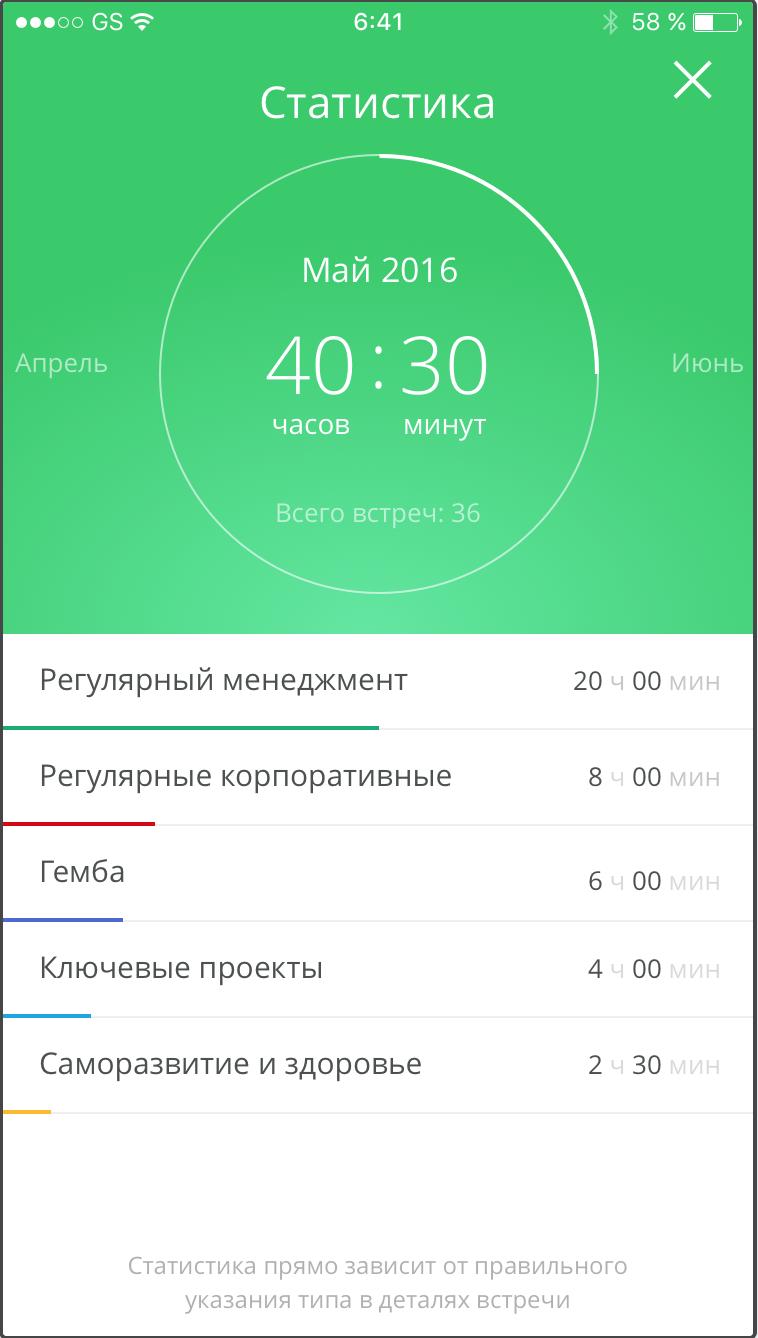 GS 6:41 58 %
Статистика
Май 2016
40 : 30
часов минут
Апрель
Июнь
Всего встреч: 36
Регулярный менеджмент 20 ч 00 мин
Регулярные корпоративные 8 ч 00 мин
Гемба 6 ч 00 мин
Ключевые проекты 4 ч 00 мин
Саморазвитие и здоровье 2 ч 30 мин
Статистика прямо зависит от правильного
указания типа в деталях встречи